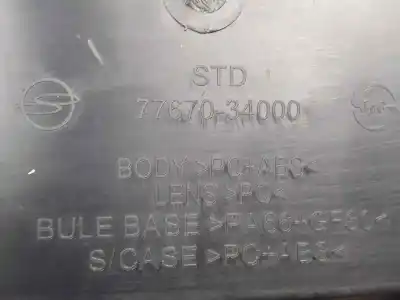 STD
77670-34000
BODY>PC+ABS<
LENS>PC<
BULE BASE>PA66+GF30<
S/CASE>PC+ABS<